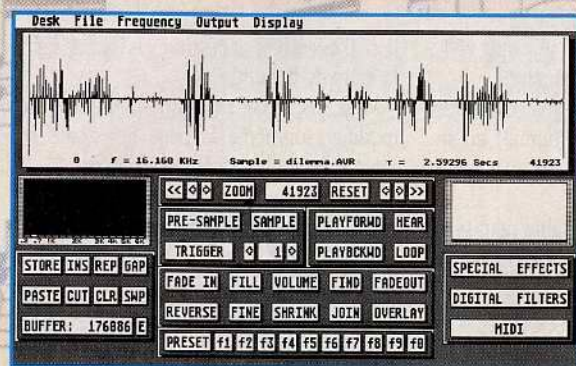 Desk File Frequency Output Display
0 f = 16.160 KHz Sample = dilemma.AVR T = 2.59296 Secs 41923
<< ZOOM 41923 RESET >>
PRE-SAMPLE SAMPLE PLAYFORWD HEAR
TRIGGER 1 PLAYBCKWD LOOP
STORE INS REP GAP
PASTE CUT CLR SWP
BUFFER: 176086 E
FADE IN FILL VOLUME FIND FADEOUT
REVERSE FINE SHRINK JOIN OVERLAY
PRESET f1 f2 f3 f4 f5 f6 f7 f8 f9 f0
SPECIAL EFFECTS
DIGITAL FILTERS
MIDI